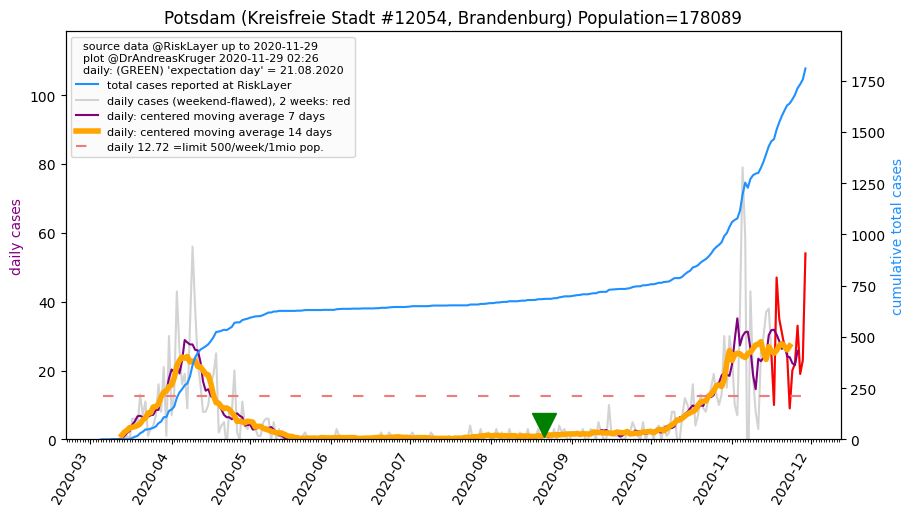 Potsdam (Kreisfreie Stadt #12054, Brandenburg) Population=178089
source data @RiskLayer up to 2020-11-29
plot @DrAndreasKruger 2020-11-29 02:26
daily: (GREEN) 'expectation day' = 21.08.2020
total cases reported at RiskLayer
daily cases (weekend-flawed), 2 weeks: red
daily: centered moving average 7 days
daily: centered moving average 14 days
daily 12.72 =limit 500/week/1mio pop.
daily cases
100
80
60
40
20
0
cumulative total cases
1750
1500
1250
1000
750
500
250
0
2020-03
2020-04
2020-05
2020-06
2020-07
2020-08
2020-09
2020-10
2020-11
2020-12